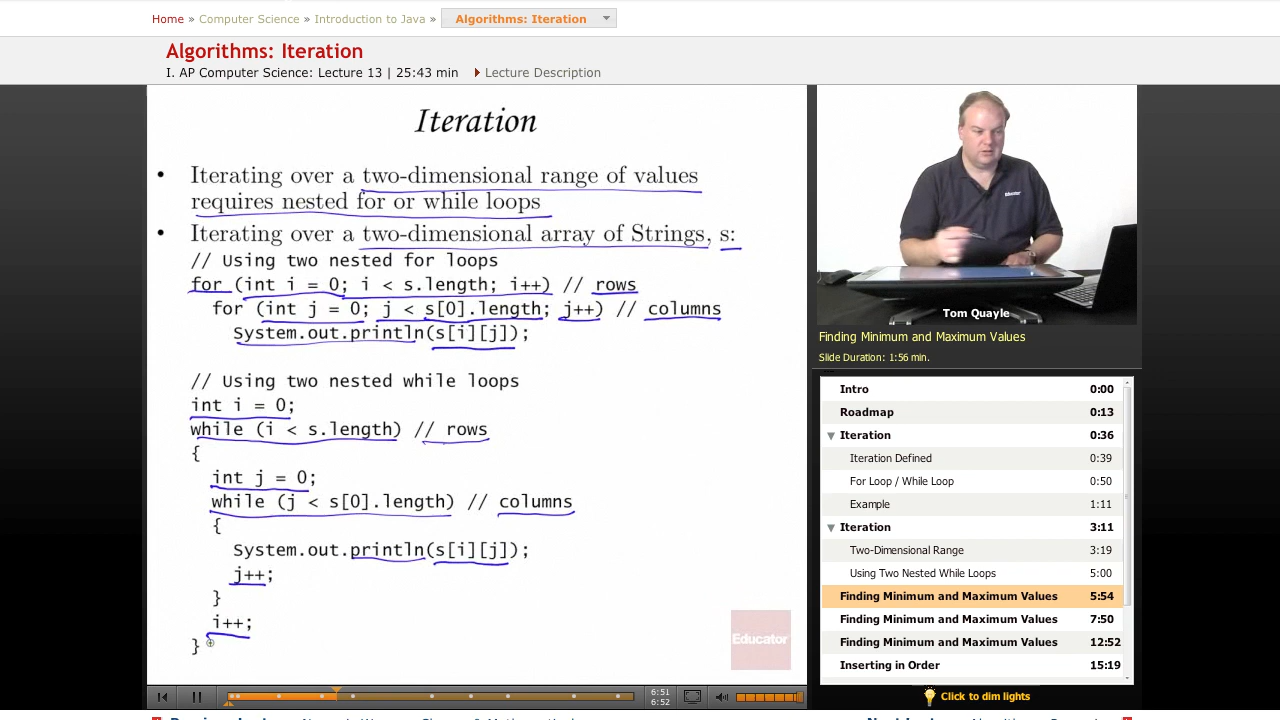 Home » Computer Science » Introduction to Java » Algorithms: Iteration
Algorithms: Iteration
I. AP Computer Science: Lecture 13 | 25:43 min Lecture Description
Iteration
• Iterating over a two-dimensional range of values
requires nested for or while loops
• Iterating over a two-dimensional array of Strings, s:
// Using two nested for loops
for (int i = 0; i < s.length; i++) // rows
for (int j = 0; j < s[0].length; j++) // columns
System.out.println(s[i][j]);
// Using two nested while loops
int i = 0;
while (i < s.length) // rows
{
int j = 0;
while (j < s[0].length) // columns
{
System.out.println(s[i][j]);
j++;
}
i++;
}
Educator
6:51
6:52
Tom Quayle
Finding Minimum and Maximum Values
Slide Duration: 1:56 min.
Intro 0:00
Roadmap 0:13
Iteration 0:36
Iteration Defined 0:39
For Loop / While Loop 0:50
Example 1:11
Iteration 3:11
Two-Dimensional Range 3:19
Using Two Nested While Loops 5:00
Finding Minimum and Maximum Values 5:54
Finding Minimum and Maximum Values 7:50
Finding Minimum and Maximum Values 12:52
Inserting in Order 15:19
Click to dim lights